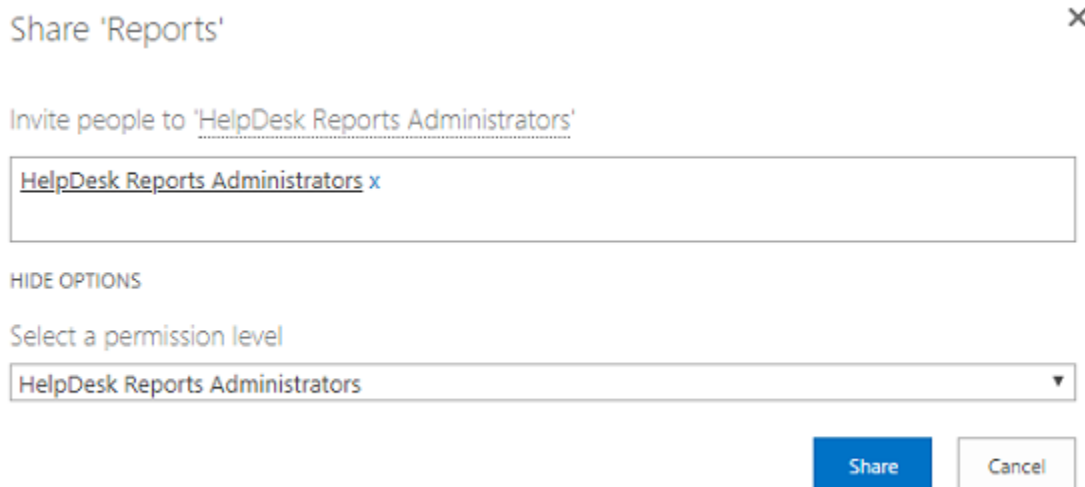 Share 'Reports'
Invite people to 'HelpDesk Reports Administrators'
HelpDesk Reports Administrators x
HIDE OPTIONS
Select a permission level
HelpDesk Reports Administrators
Share Cancel